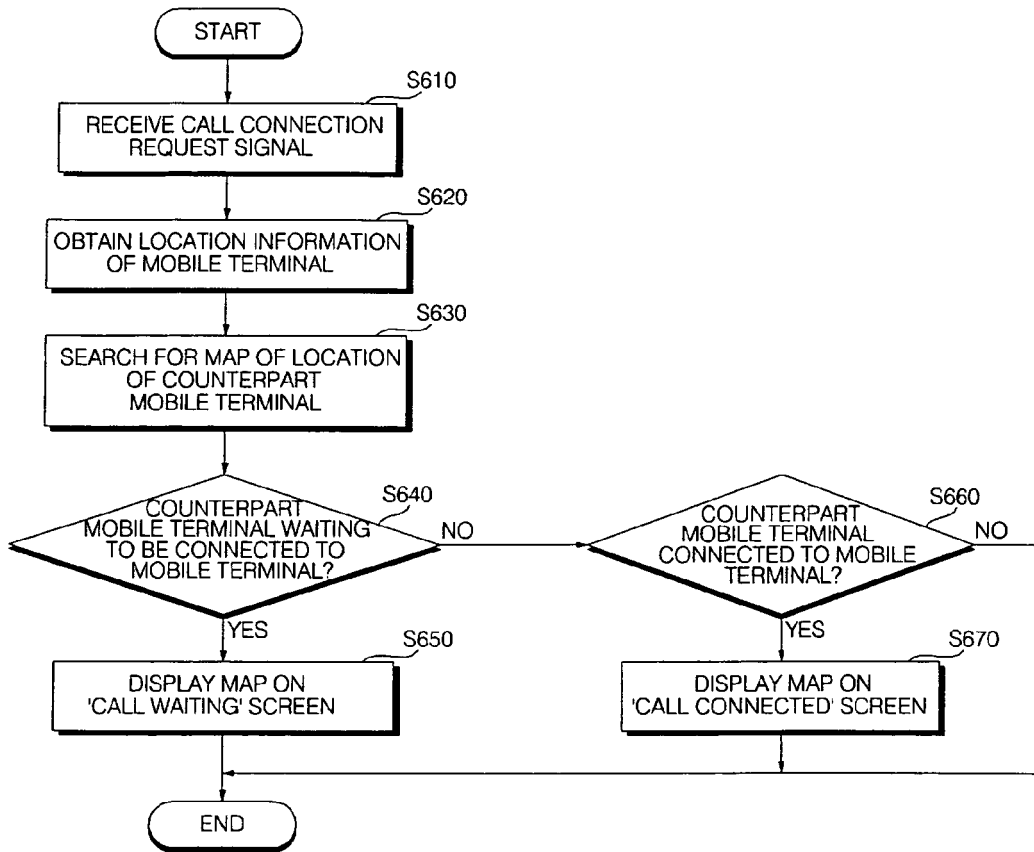 START
S610
RECEIVE CALL CONNECTION
REQUEST SIGNAL
S620
OBTAIN LOCATION INFORMATION
OF MOBILE TERMINAL
S630
SEARCH FOR MAP OF LOCATION
OF COUNTERPART
MOBILE TERMINAL
S640
COUNTERPART
MOBILE TERMINAL WAITING
TO BE CONNECTED TO
MOBILE TERMINAL?
NO
YES
S660
COUNTERPART
MOBILE TERMINAL
CONNECTED TO MOBILE
TERMINAL?
NO
YES
S650
DISPLAY MAP ON
'CALL WAITING' SCREEN
S670
DISPLAY MAP ON
'CALL CONNECTED' SCREEN
END